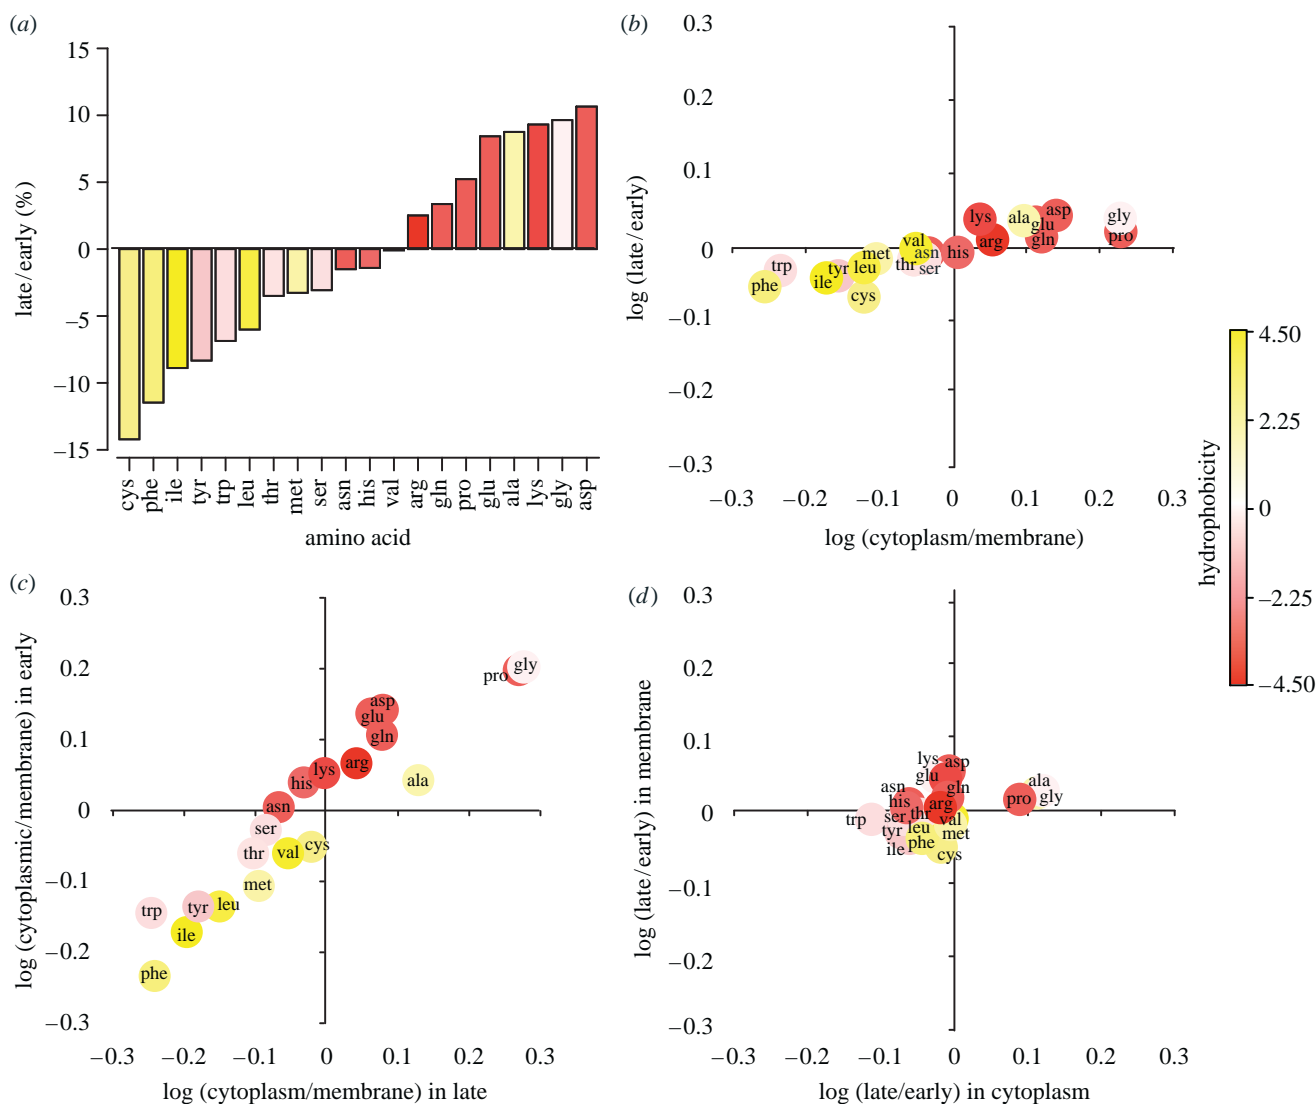 (a)
15
10
5
0
−5
−10
−15
late/early (%)
cys
phe
ile
tyr
trp
leu
thr
met
ser
asn
his
val
arg
gln
pro
glu
ala
lys
gly
asp
amino acid
(b)
0.3
0.2
0.1
0
−0.1
−0.2
−0.3
log (late/early)
lys
ala
asp
gly
glu
pro
gln
arg
his
val
asn
ser
thr
met
leu
tyr
ile
cys
trp
phe
−0.3 −0.2 −0.1 0 0.1 0.2 0.3
log (cytoplasm/membrane)
4.50
2.25
0
−2.25
−4.50
hydrophobicity
(c)
0.3
0.2
0.1
0
−0.1
−0.2
−0.3
log (cytoplasmic/membrane) in early
gly
pro
asp
glu
gln
arg
lys
his
ala
asn
ser
cys
val
thr
met
leu
tyr
trp
ile
phe
−0.3 −0.2 −0.1 0 0.1 0.2 0.3
log (cytoplasm/membrane) in late
(d)
0.3
0.2
0.1
0
−0.1
−0.2
−0.3
log (late/early) in membrane
lys
asp
glu
gln
asn
his
arg
ser
thr
val
trp
tyr
leu
met
ile
phe
cys
pro
ala
gly
−0.3 −0.2 −0.1 0 0.1 0.2 0.3
log (late/early) in cytoplasm